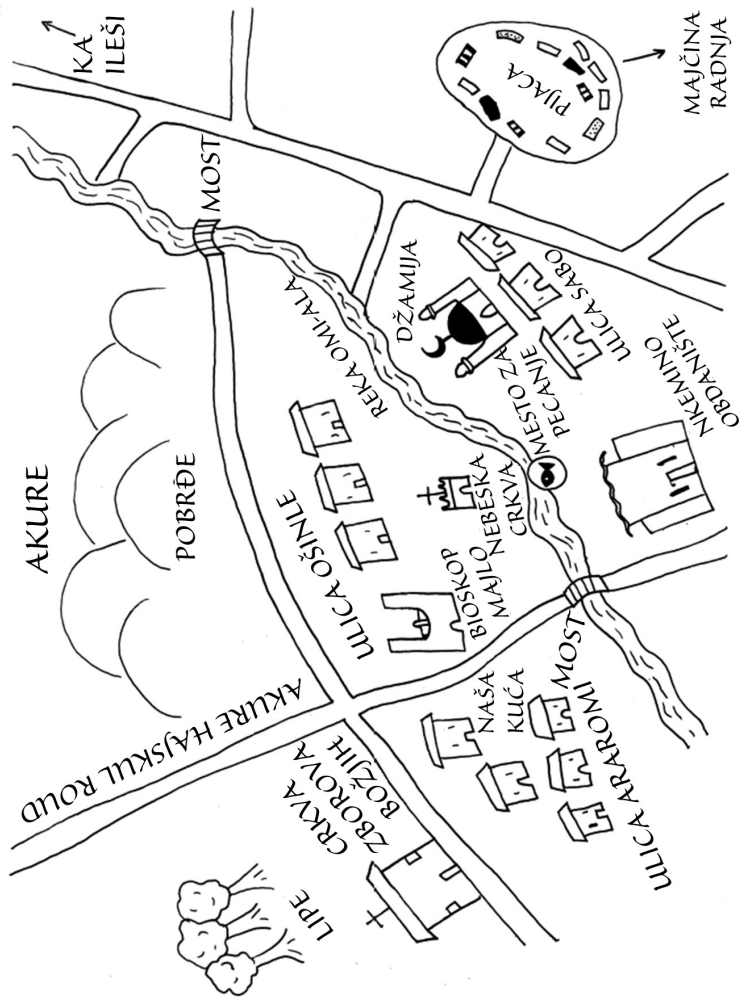 AKURE
KA
ILEŠI
POBRĐE
MOST
AKURE HAJSKUL ROUD
ULICA OŠINLE
REKA OMI-ALA
DŽAMIJA
PIJACA
MAJČINA
RADNJA
LIPE
CRKVA
ZBOROVA
BOŽJIH
BIOSKOP
MAJLO
NEBESKA
CRKVA
MESTO ZA
PECANJE
ULICA SABO
NAŠA
KUĆA
MOST
ULICA ARAROMI
NKEMINO
OBDANIŠTE